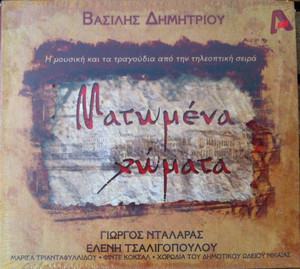 ΒΑΣΙΛΗΣ ΔΗΜΗΤΡΙΟΥ
Η μουσική και τα τραγούδια από την τηλεοπτική σειρά
Ματωμένα
χώματα
ΓΙΩΡΓΟΣ ΝΤΑΛΑΡΑΣ
ΕΛΕΝΗ ΤΣΑΛΙΓΟΠΟΥΛΟΥ
ΜΑΡΙΖΑ ΤΡΙΑΝΤΑΦΥΛΛΙΔΟΥ • ΦΙΝΤΕ ΚΟΚΣΑΛ • ΧΟΡΩΔΙΑ ΤΟΥ ΔΗΜΟΤΙΚΟΥ ΩΔΕΙΟΥ ΝΙΚΑΙΑΣ